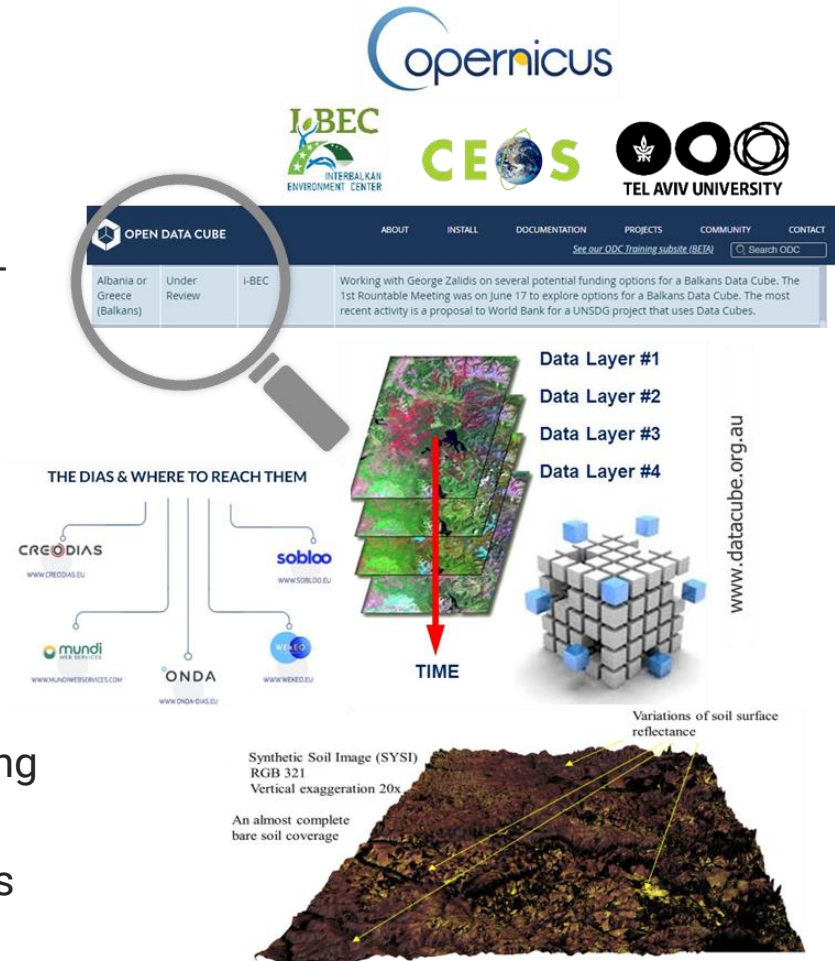 Copernicus
i-BEC
INTERBALKAN
ENVIRONMENT CENTER
CEOS
TEL AVIV UNIVERSITY
OPEN DATA CUBE
ABOUT INSTALL DOCUMENTATION PROJECTS COMMUNITY CONTACT
See our ODC Training subsite (BETA) Search ODC
Albania or Greece (Balkans)
Under Review
i-BEC
Working with George Zalidis on several potential funding options for a Balkans Data Cube. The
1st Rountable Meeting was on June 17 to explore options for a Balkans Data Cube. The most
recent activity is a proposal to World Bank for a UNSDG project that uses Data Cubes.
Data Layer #1
Data Layer #2
Data Layer #3
Data Layer #4
TIME
www.datacube.org.au
THE DIAS & WHERE TO REACH THEM
CREODIAS
WWW.CREODIAS.EU
sobloo
WWW.SOBLOO.EU
mundi
WEB SERVICES
WWW.MUNDIWEBSERVICES.COM
ONDA
WWW.ONDA-DIAS.EU
WEKEO
WWW.WEKEO.EU
ng
s
Variations of soil surface
reflectance
Synthetic Soil Image (SYSI)
RGB 321
Vertical exaggeration 20x
An almost complete
bare soil coverage